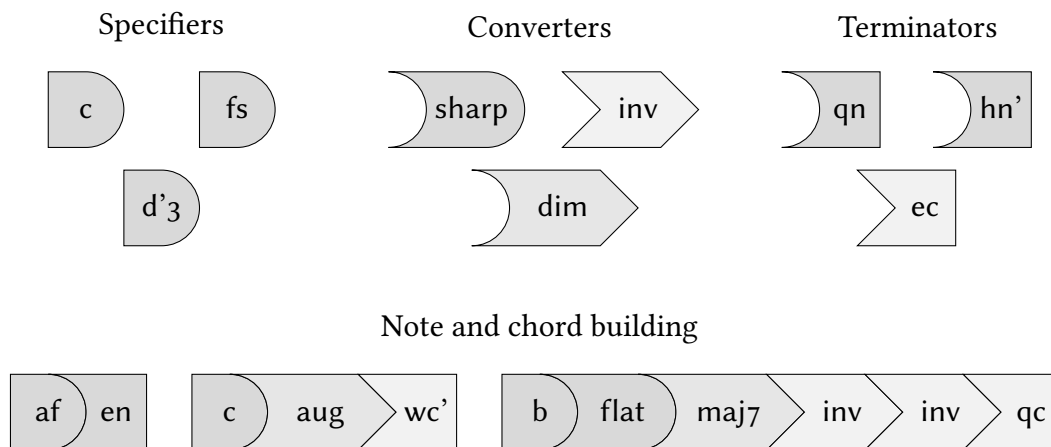 Specifiers Converters Terminators
c fs sharp inv qn hn'
d'3 dim ec
Note and chord building
af en c aug wc' b flat maj7 inv inv qc